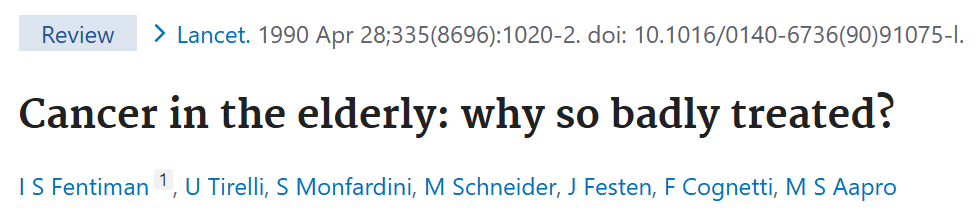 Review > Lancet. 1990 Apr 28;335(8696):1020-2. doi: 10.1016/0140-6736(90)91075-l.
Cancer in the elderly: why so badly treated?
I S Fentiman 1, U Tirelli, S Monfardini, M Schneider, J Festen, F Cognetti, M S Aapro